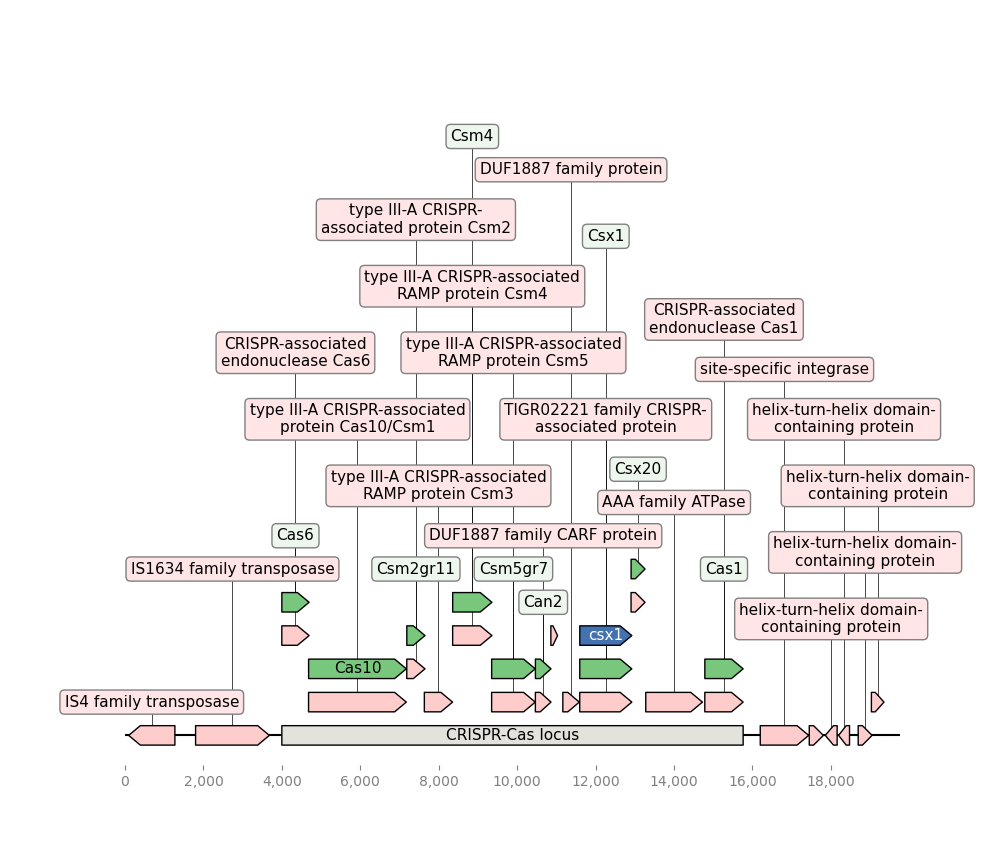 Csm4
DUF1887 family protein
type III-A CRISPR-
associated protein Csm2
Csx1
type III-A CRISPR-associated
RAMP protein Csm4
CRISPR-associated
endonuclease Cas1
CRISPR-associated
endonuclease Cas6
type III-A CRISPR-associated
RAMP protein Csm5
site-specific integrase
type III-A CRISPR-associated
protein Cas10/Csm1
TIGR02221 family CRISPR-
associated protein
helix-turn-helix domain-
containing protein
Csx20
type III-A CRISPR-associated
RAMP protein Csm3
helix-turn-helix domain-
containing protein
AAA family ATPase
Cas6
DUF1887 family CARF protein
helix-turn-helix domain-
containing protein
IS1634 family transposase
Csm2gr11
Csm5gr7
Cas1
Can2
helix-turn-helix domain-
containing protein
csx1
Cas10
IS4 family transposase
CRISPR-Cas locus
0
2,000
4,000
6,000
8,000
10,000
12,000
14,000
16,000
18,000